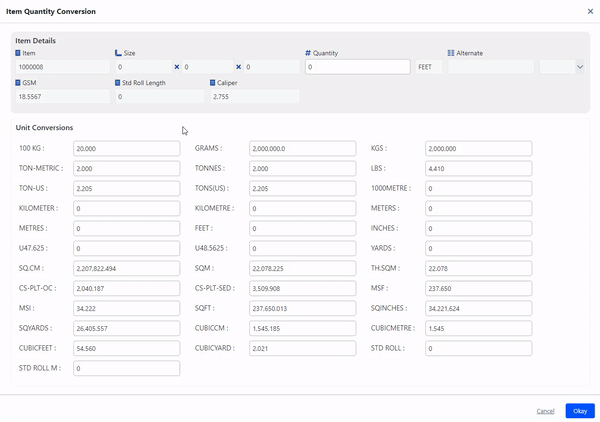 Item Quantity Conversion
Item Details
Item Size Quantity Alternate
1000008 0 × 0 × 0 0 FEET
GSM Std Roll Length Caliper
18.5567 0 2.755
Unit Conversions
100 KG : 20.000 GRAMS : 2,000,000.0 KGS : 2,000.000
TON-METRIC : 2.000 TONNES : 2.000 LBS : 4,410
TON-US : 2.205 TONS(US) : 2.205 1000METRE : 0
KILOMETER : 0 KILOMETRE : 0 METERS : 0
METRES : 0 FEET : 0 INCHES : 0
U47.625 : 0 U48.5625 : 0 YARDS : 0
SQ.CM : 2,207,822,494 SQM : 22,078.225 TH.SQM : 22.078
CS-PLT-OC : 2,040.187 CS-PLT-SED : 3,509.908 MSF : 237.650
MSI : 34,222 SQFT : 237,650.013 SQINCHES : 34,221,624
SQYARDS : 26,405.557 CUBICCM : 1,545,185 CUBICMETRE : 1.545
CUBICFEET : 54.560 CUBICYARD : 2.021 STD ROLL : 0
STD ROLL M : 0
Cancel Okay